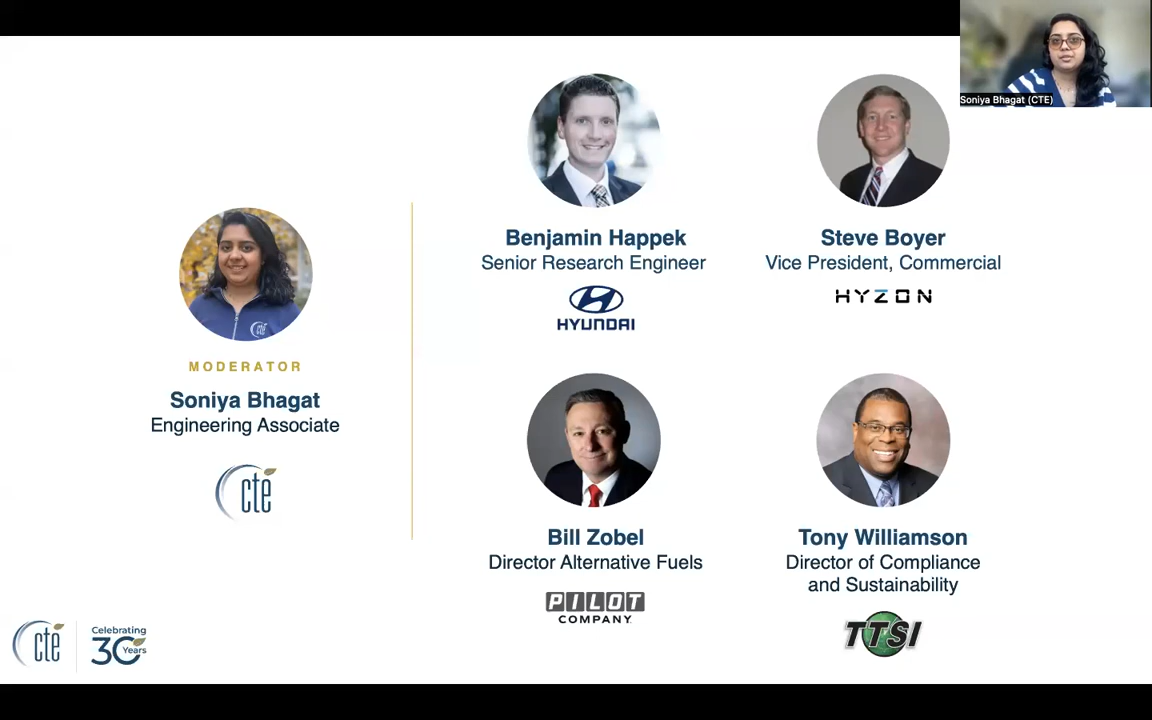 Soniya Bhagat (CTE)
cte
MODERATOR
Soniya Bhagat
Engineering Associate
cte
Benjamin Happek
Senior Research Engineer
HYUNDAI
Steve Boyer
Vice President, Commercial
HYZON
Bill Zobel
Director Alternative Fuels
PILOT
COMPANY
Tony Williamson
Director of Compliance
and Sustainability
TTSI
cte
Celebrating
30 Years